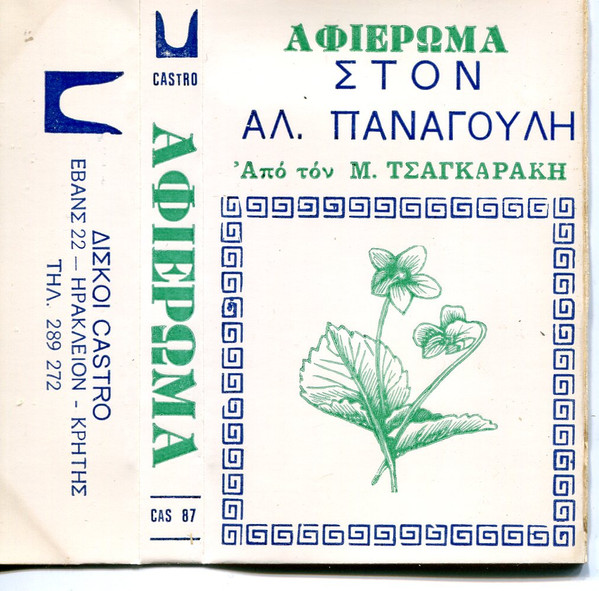 ΑΦΙΕΡΩΜΑ
ΣΤΟΝ
ΑΛ. ΠΑΝΑΓΟΥΛΗ
Ἀπό τόν Μ. ΤΣΑΓΚΑΡΑΚΗ
CASTRO
ΑΦΙΕΡΩΜΑ
CAS 87
ΔΙΣΚΟΙ CASTRO
ΕΒΑΝΣ 22 — ΗΡΑΚΛΕΙΟΝ - ΚΡΗΤΗΣ
ΤΗΛ. 289 272